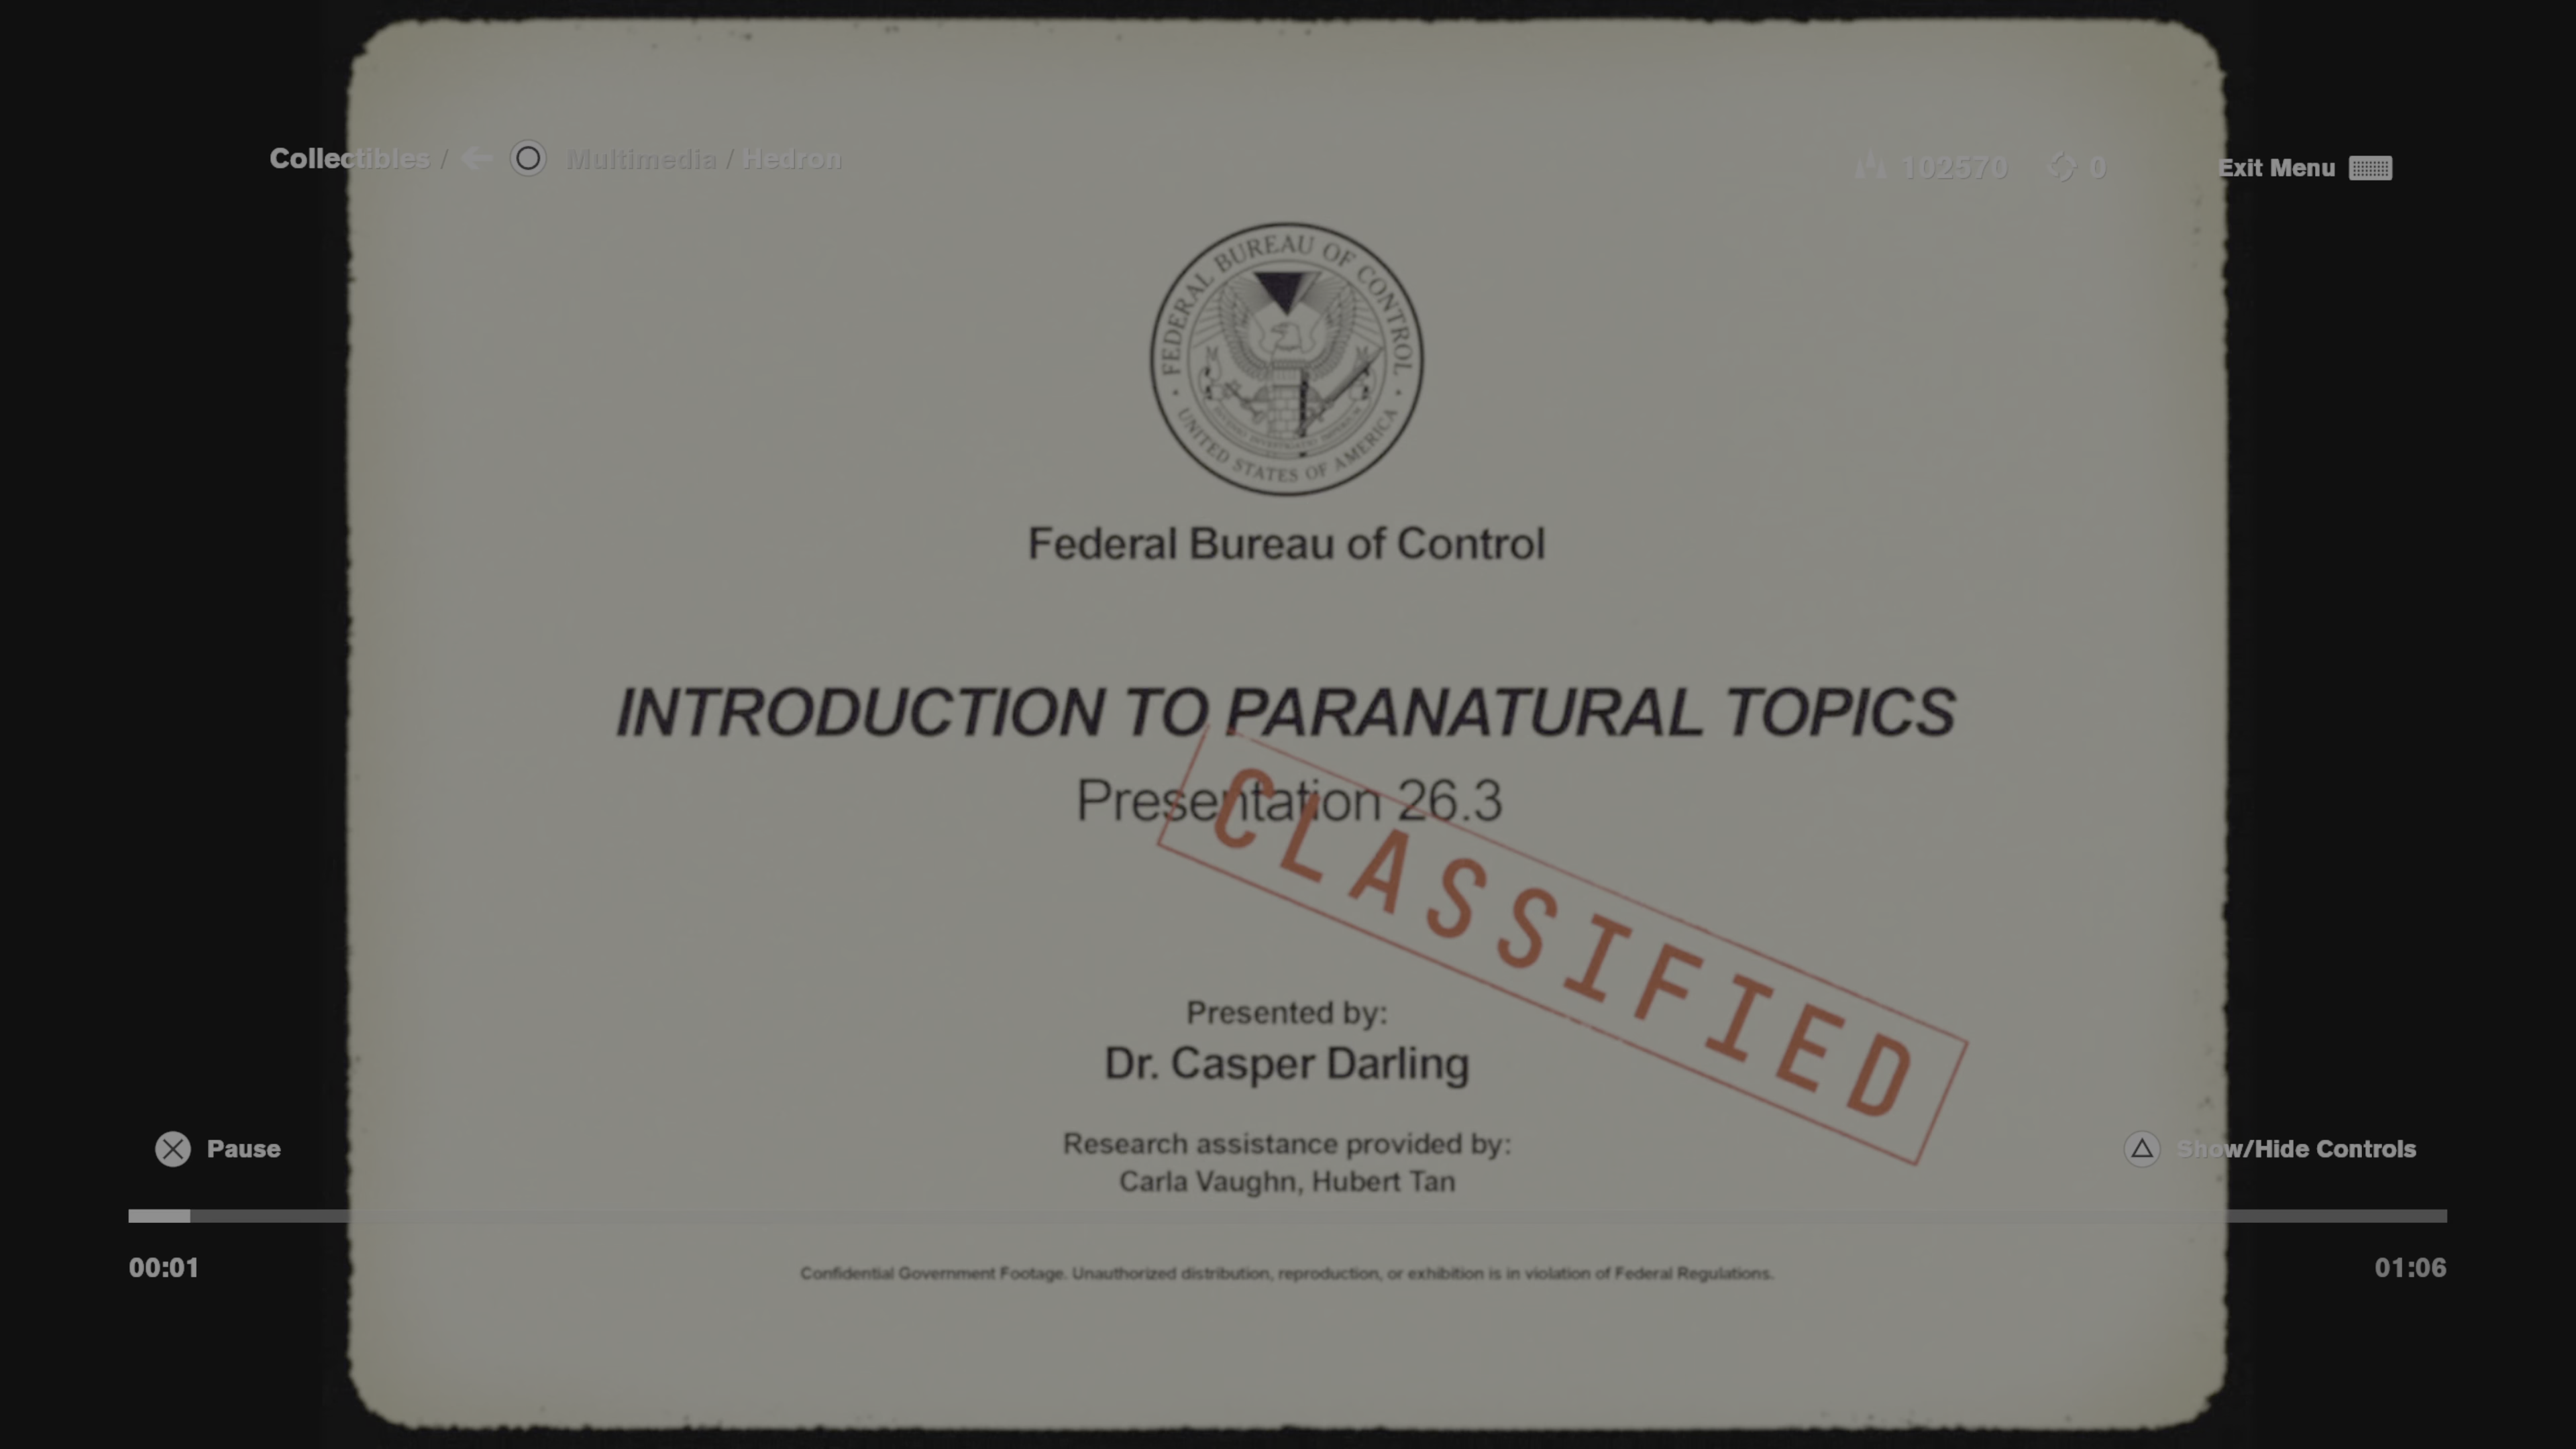 Collectibles / Multimedia / Hedron
102570 0 Exit Menu
FEDERAL BUREAU OF CONTROL
UNITED STATES OF AMERICA
Federal Bureau of Control
INTRODUCTION TO PARANATURAL TOPICS
Presentation 26.3
CLASSIFIED
Presented by:
Dr. Casper Darling
Research assistance provided by:
Carla Vaughn, Hubert Tan
Pause
Show/Hide Controls
00:01
01:06
Confidential Government Footage. Unauthorized distribution, reproduction, or exhibition is in violation of Federal Regulations.